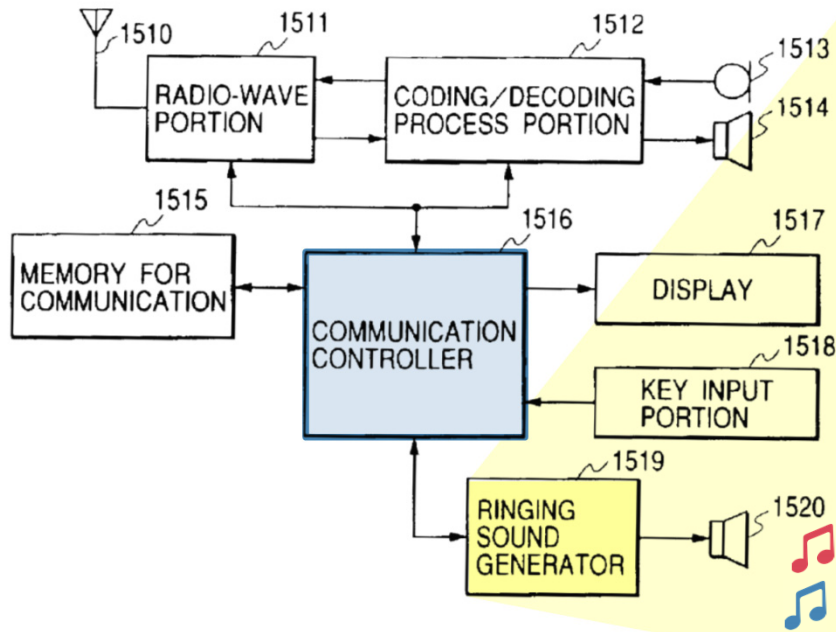 1510
1511
1512
1513
1514
RADIO-WAVE
PORTION
CODING/DECODING
PROCESS PORTION
1515
1516
1517
MEMORY FOR
COMMUNICATION
COMMUNICATION
CONTROLLER
DISPLAY
1518
KEY INPUT
PORTION
1519
1520
RINGING
SOUND
GENERATOR